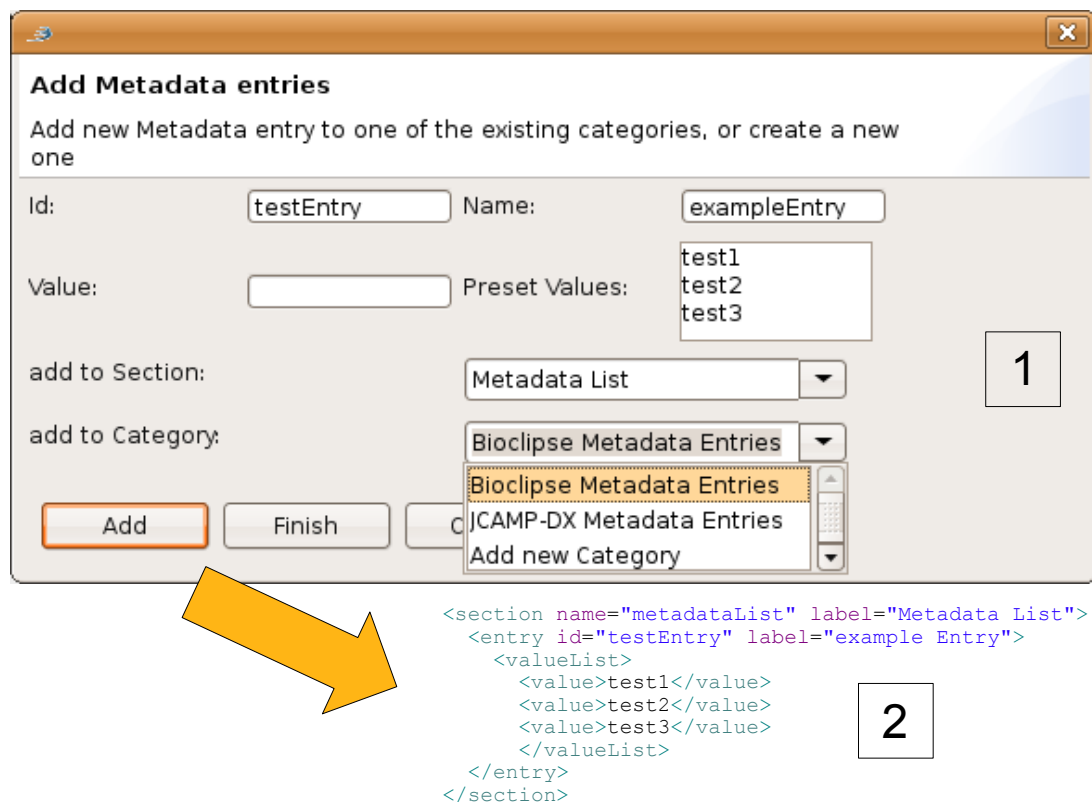 Add Metadata entries
Add new Metadata entry to one of the existing categories, or create a new
one
Id: testEntry Name: exampleEntry
Value: Preset Values: test1
test2
test3
add to Section: Metadata List
1
add to Category: Bioclipse Metadata Entries
Bioclipse Metadata Entries
JCAMP-DX Metadata Entries
Add new Category
Add Finish C
<section name="metadataList" label="Metadata List">
<entry id="testEntry" label="example Entry">
<valueList>
<value>test1</value>
<value>test2</value>
<value>test3</value>
</valueList>
</entry>
</section>
2